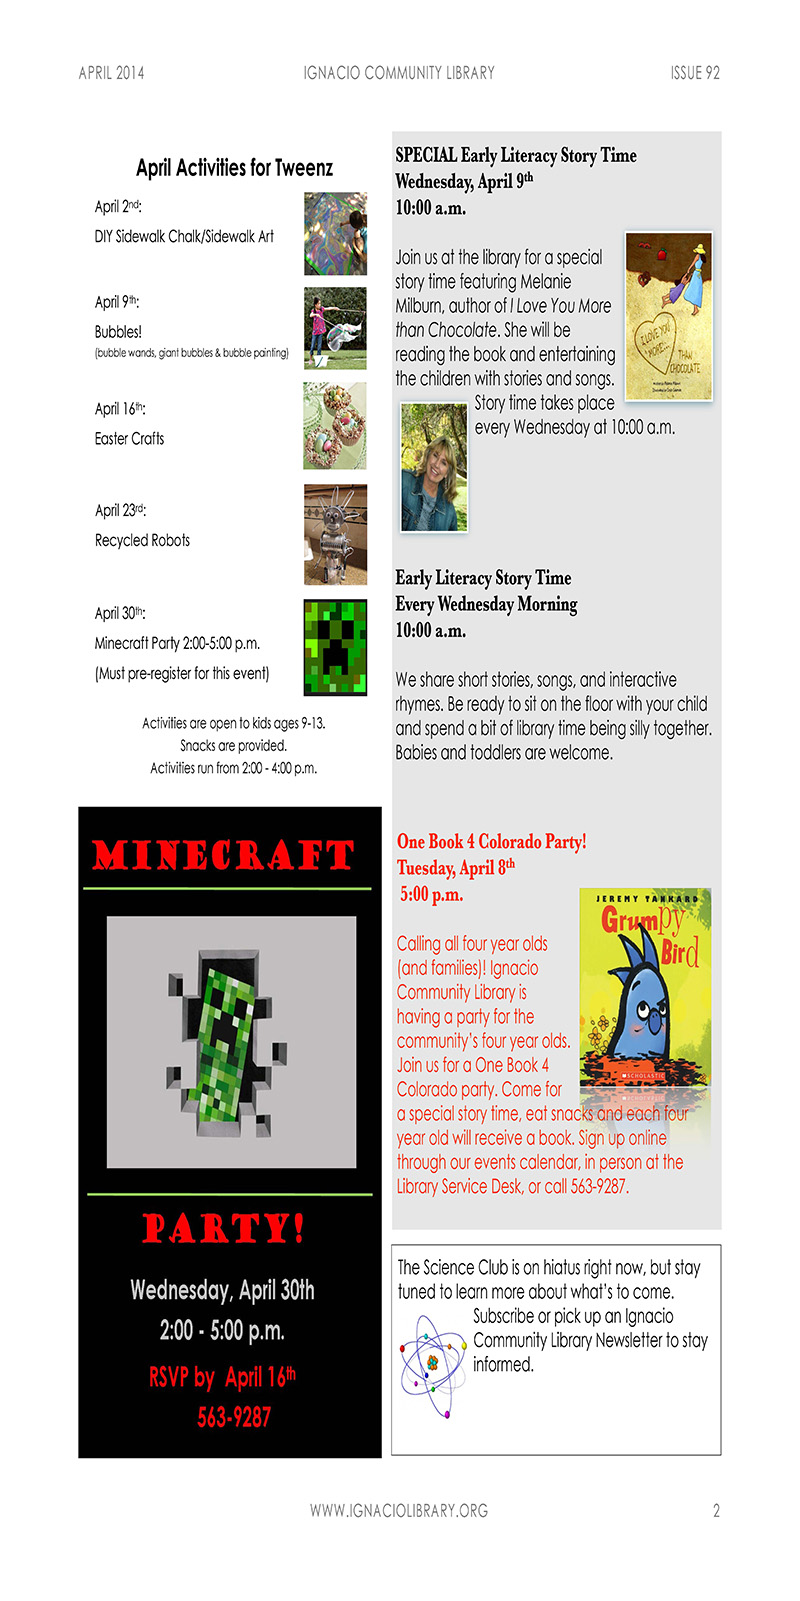 APRIL 2014 IGNACIO COMMUNITY LIBRARY ISSUE 92
April Activities for Tweenz
April 2nd:
DIY Sidewalk Chalk/Sidewalk Art
April 9th:
Bubbles!
(bubble wands, giant bubbles & bubble painting)
April 16th:
Easter Crafts
April 23rd:
Recycled Robots
April 30th:
Minecraft Party 2:00-5:00 p.m.
(Must pre-register for this event)
Activities are open to kids ages 9-13.
Snacks are provided.
Activities run from 2:00 - 4:00 p.m.
MINECRAFT
PARTY!
Wednesday, April 30th
2:00 - 5:00 p.m.
RSVP by April 16th
563-9287
SPECIAL Early Literacy Story Time
Wednesday, April 9th
10:00 a.m.
Join us at the library for a special
story time featuring Melanie
Milburn, author of I Love You More
than Chocolate. She will be
reading the book and entertaining
the children with stories and songs.
Story time takes place
every Wednesday at 10:00 a.m.
I LOVE YOU
MORE
THAN
CHOCOLATE
Early Literacy Story Time
Every Wednesday Morning
10:00 a.m.
We share short stories, songs, and interactive
rhymes. Be ready to sit on the floor with your child
and spend a bit of library time being silly together.
Babies and toddlers are welcome.
One Book 4 Colorado Party!
Tuesday, April 8th
5:00 p.m.
Calling all four year olds
(and families)! Ignacio
Community Library is
having a party for the
community's four year olds.
Join us for a One Book 4
Colorado party. Come for
a special story time, eat snacks and each four
year old will receive a book. Sign up online
through our events calendar, in person at the
Library Service Desk, or call 563-9287.
JEREMY TANKARD
Grumpy
Bird
SCHOLASTIC
The Science Club is on hiatus right now, but stay
tuned to learn more about what's to come.
Subscribe or pick up an Ignacio
Community Library Newsletter to stay
informed.
WWW.IGNACIOLIBRARY.ORG 2